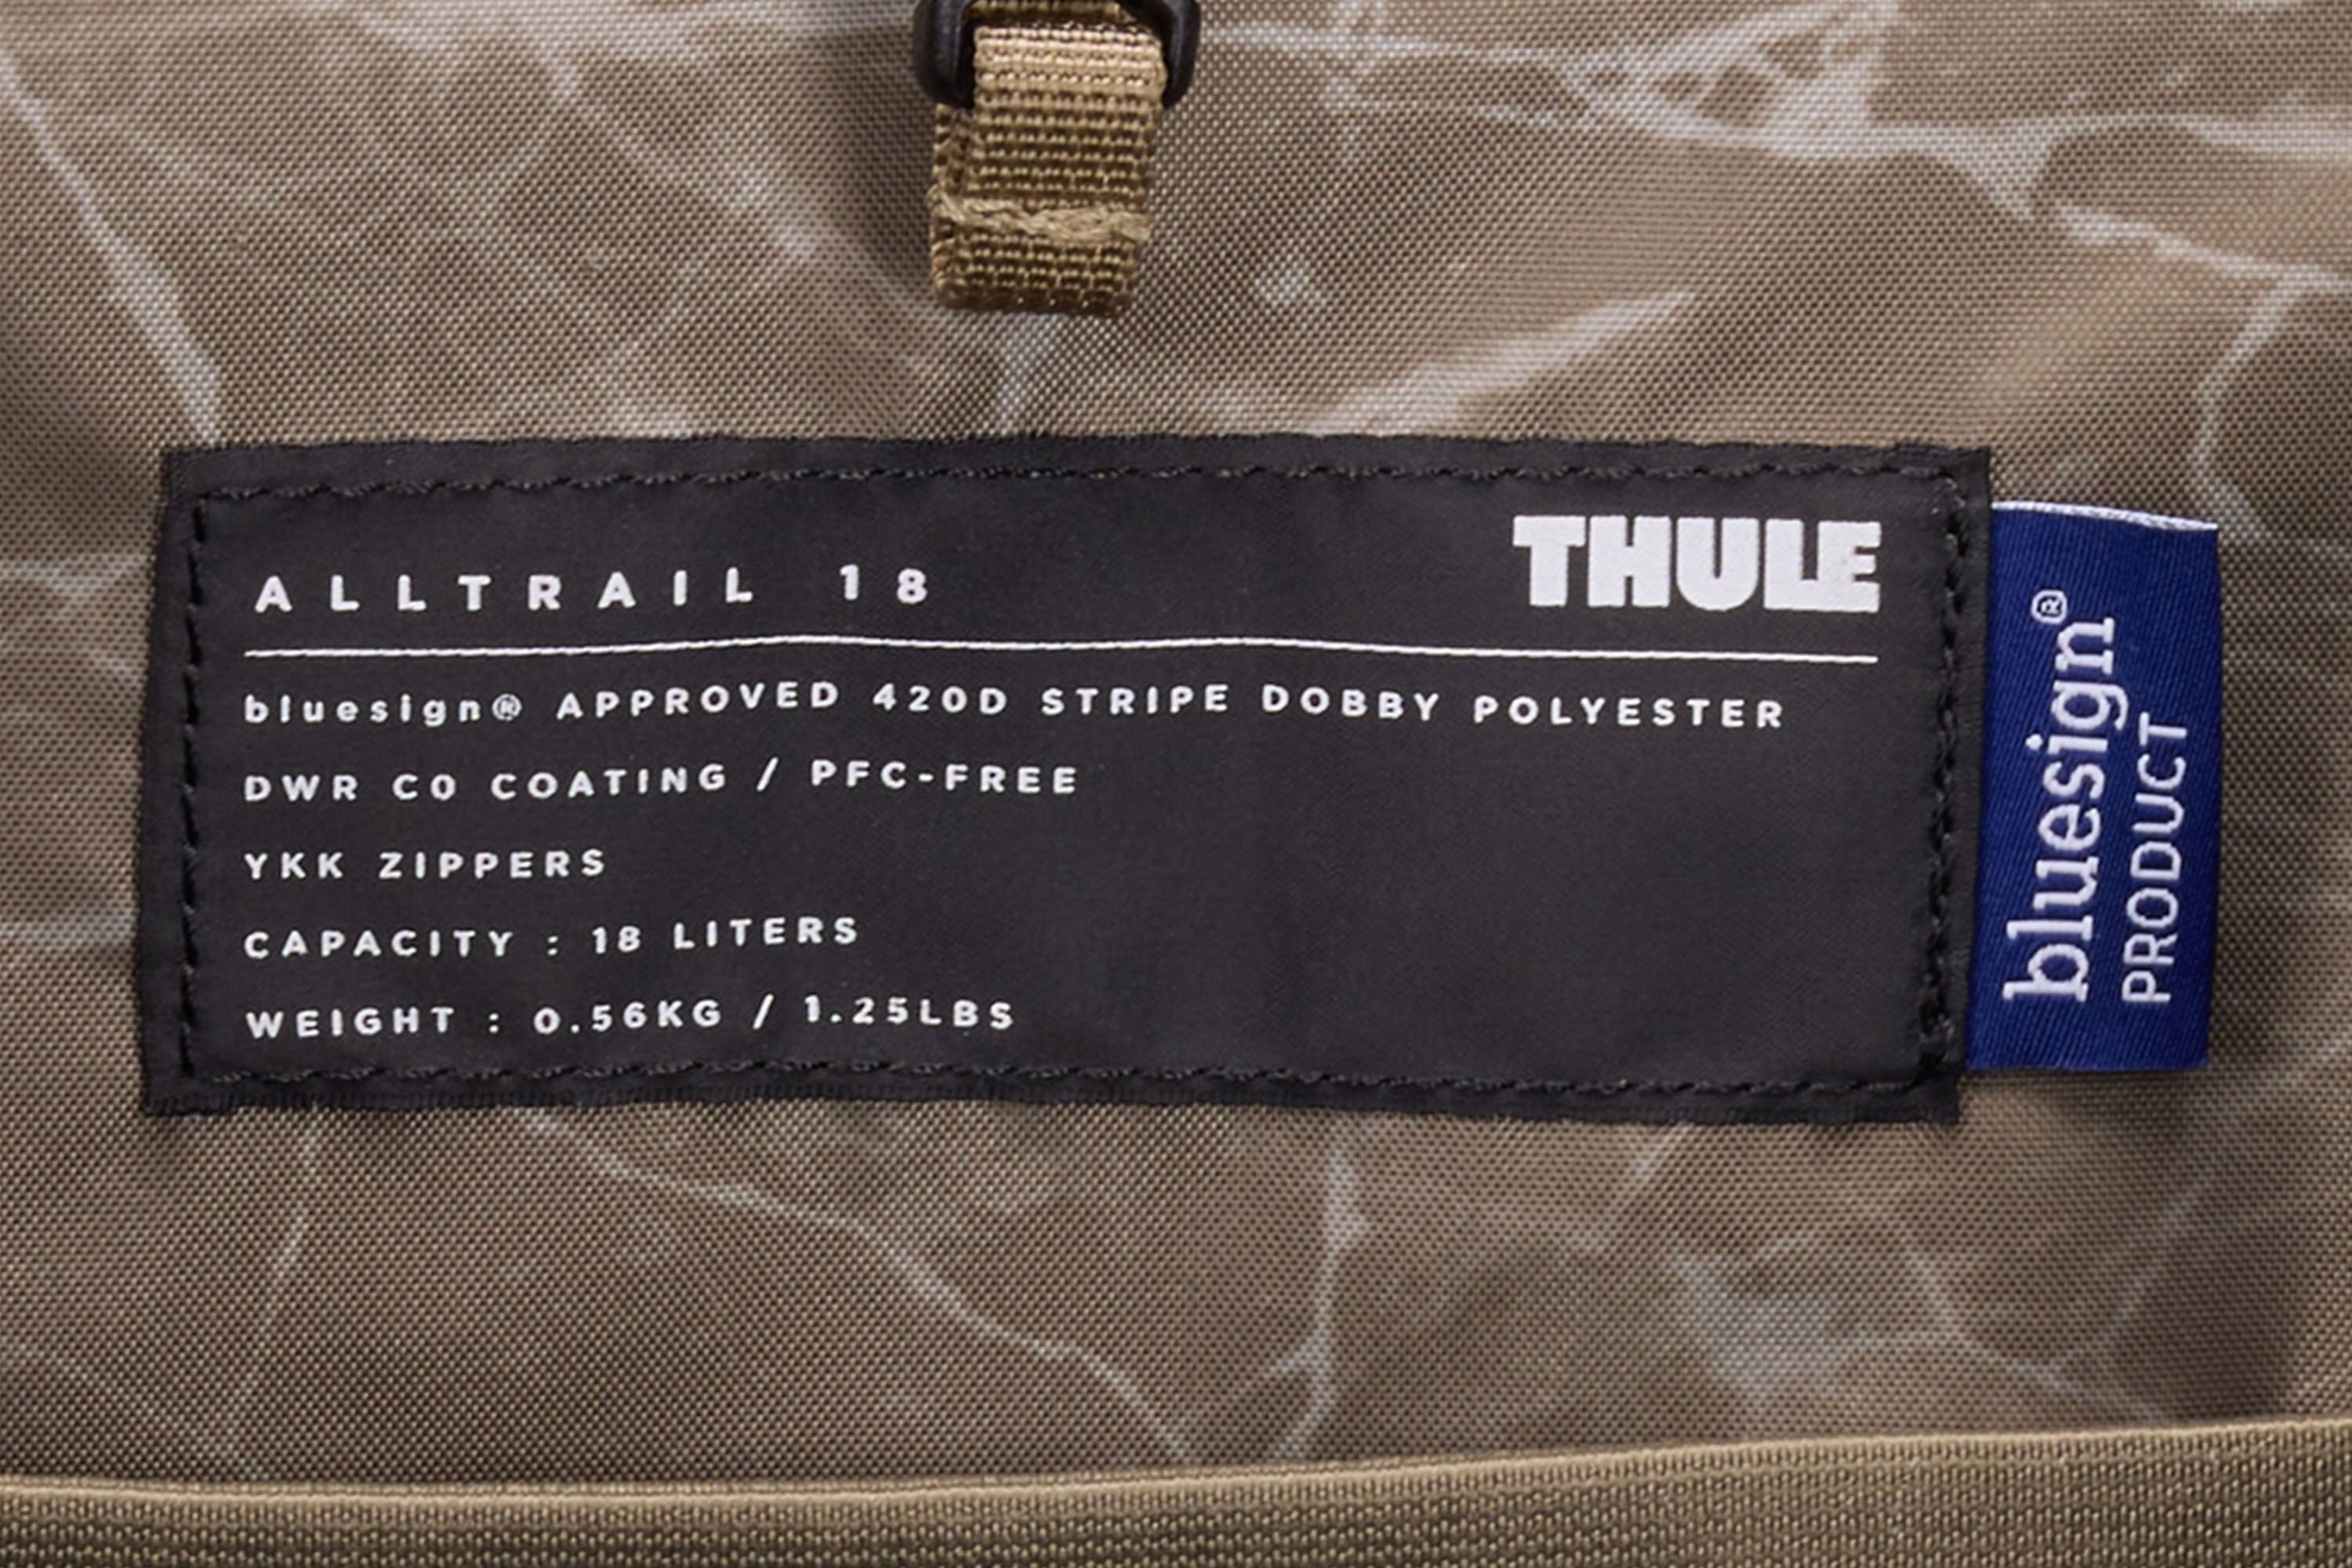 ALLTRAIL 18
THULE
bluesign® APPROVED 420D STRIPE DOBBY POLYESTER
DWR C0 COATING / PFC-FREE
YKK ZIPPERS
CAPACITY : 18 LITERS
WEIGHT : 0.56KG / 1.25LBS
bluesign®
PRODUCT